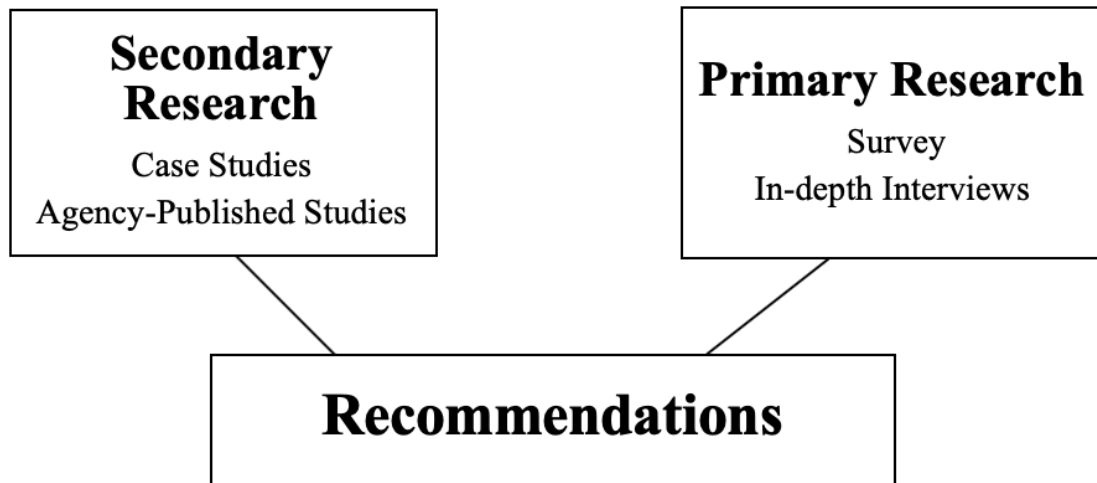 Secondary
Research
Case Studies
Agency-Published Studies
Primary Research
Survey
In-depth Interviews
Recommendations